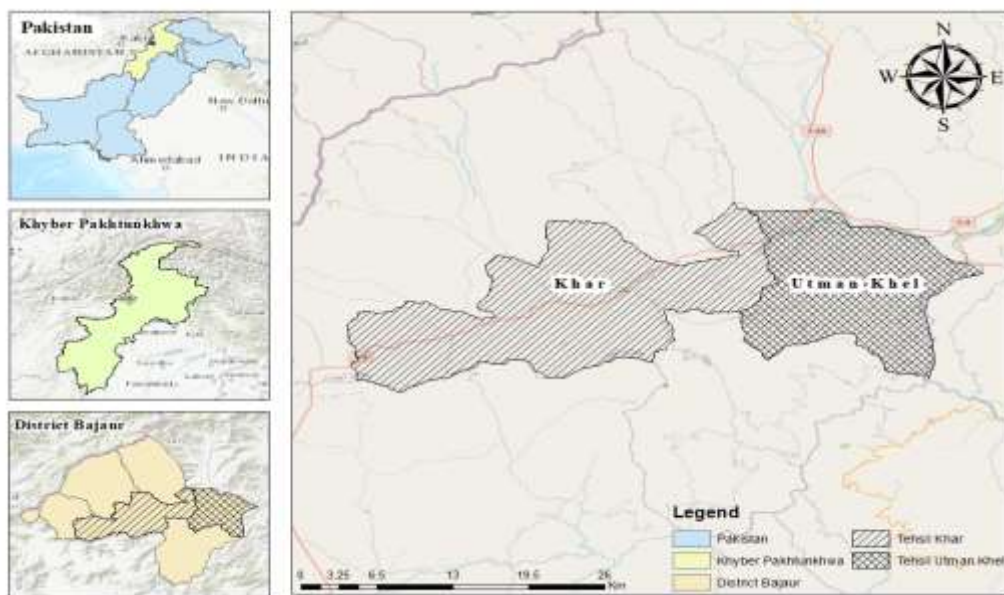 Pakistan
AFGHANISTAN
New Delhi
Ahmedabad
INDIA
Khyber Pakhtunkhwa
District Bajaur
N
W E
S
Khar
Utman-Khel
Legend
Pakistan
Khyber Pakhtunkhwa
District Bajaur
Tehsil Khar
Tehsil Utman Khel
0 3.25 6.5 13 19.5 26
Km